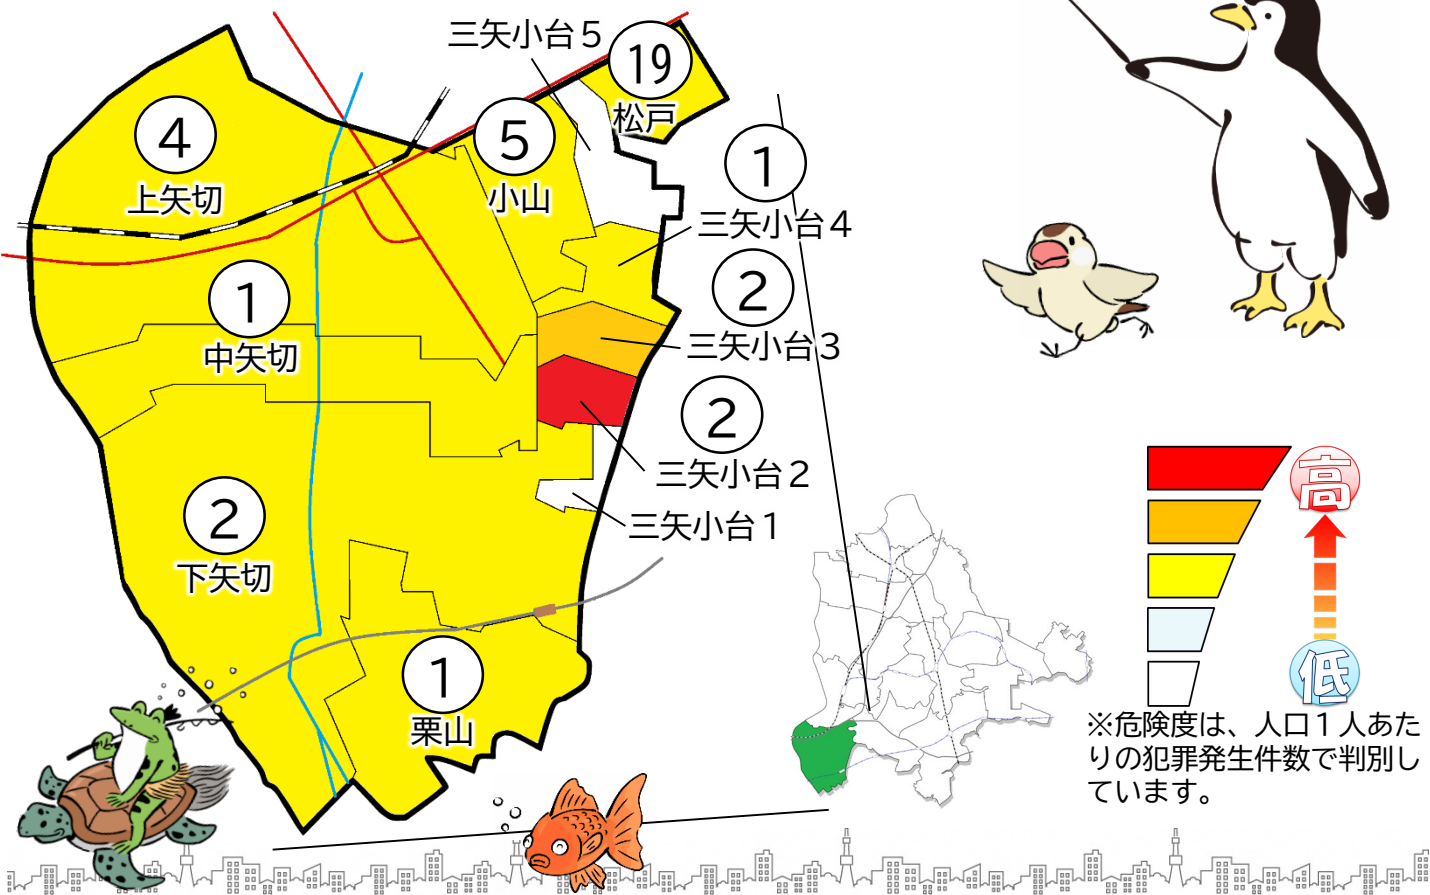 三矢小台５
19
松戸
4
上矢切
5
小山
1
三矢小台４
2
三矢小台３
1
中矢切
2
三矢小台２
三矢小台１
2
下矢切
1
栗山
高
低
※危険度は、人口１人あた
りの犯罪発生件数で判別し
ています。